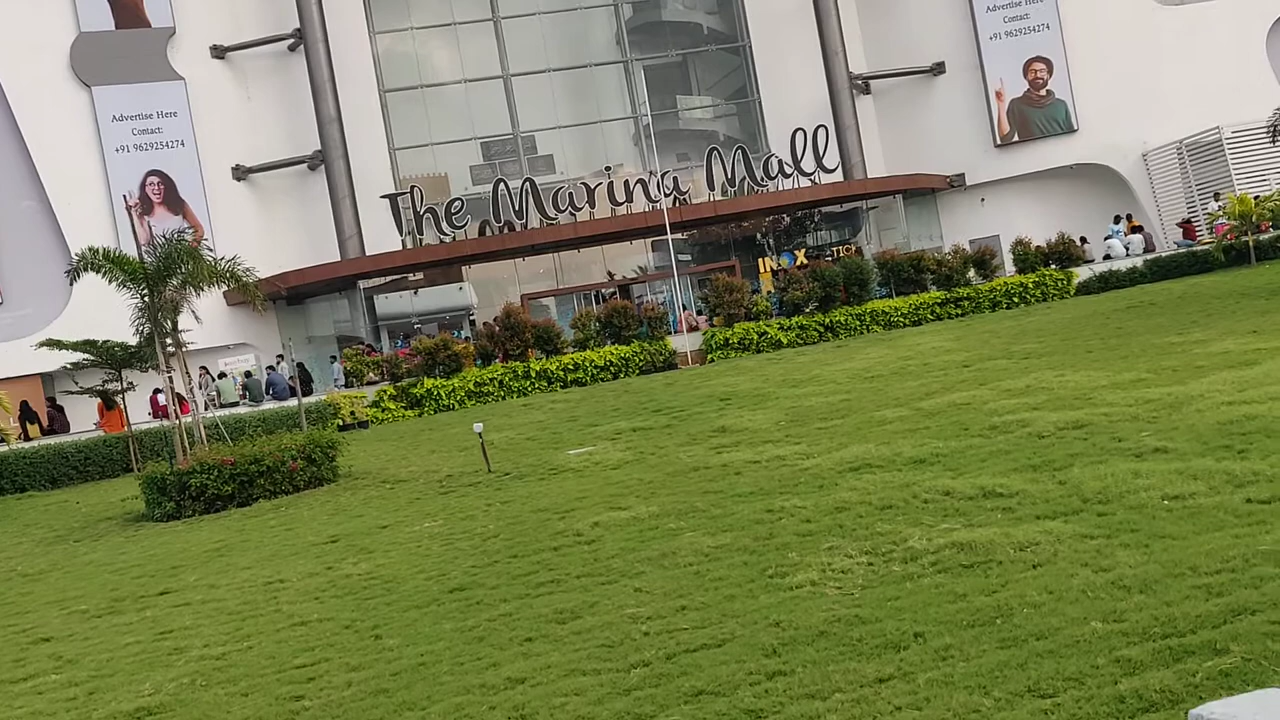 Advertise Here
Contact:
+91 9629254274
Advertise Here
Contact:
+91 9629254274
The Marina Mall
INOX